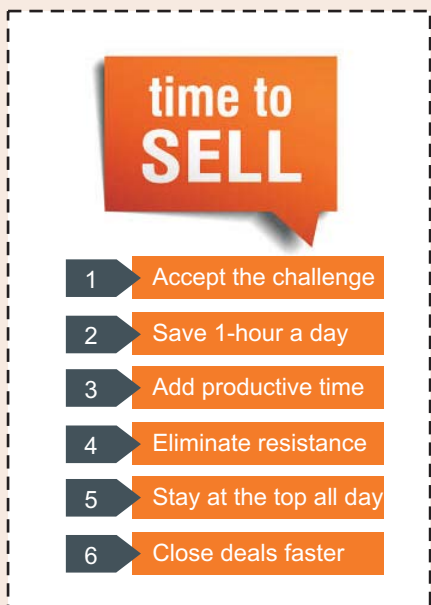 time to
SELL
1 Accept the challenge
2 Save 1-hour a day
3 Add productive time
4 Eliminate resistance
5 Stay at the top all day
6 Close deals faster